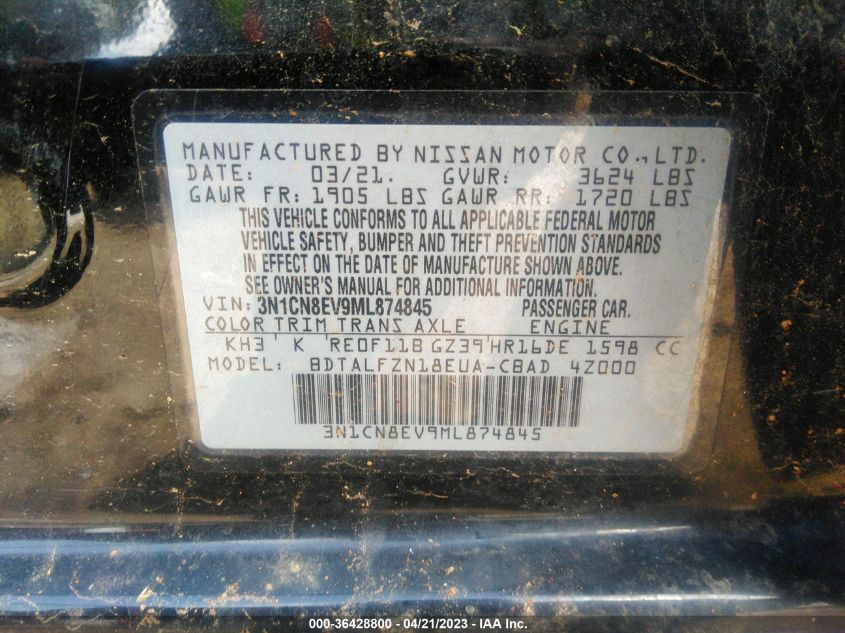 MANUFACTURED BY NISSAN MOTOR CO., LTD.
DATE: 03/21. GVWR: 3624 LBS
GAWR FR: 1905 LBS GAWR RR: 1720 LBS
THIS VEHICLE CONFORMS TO ALL APPLICABLE FEDERAL MOTOR
VEHICLE SAFETY, BUMPER AND THEFT PREVENTION STANDARDS
IN EFFECT ON THE DATE OF MANUFACTURE SHOWN ABOVE.
SEE OWNER'S MANUAL FOR ADDITIONAL INFORMATION.
VIN: 3N1CN8EV9ML874845 PASSENGER CAR.
COLOR TRIM TRANS AXLE ENGINE
KH3 ' K 'RE0F11B GZ39'HR16DE 1598 CC
MODEL: BDTALFZN18EUA-CBAD 4Z000
3N1CN8EV9ML874845
000-36428800 - 04/21/2023 - IAA Inc.